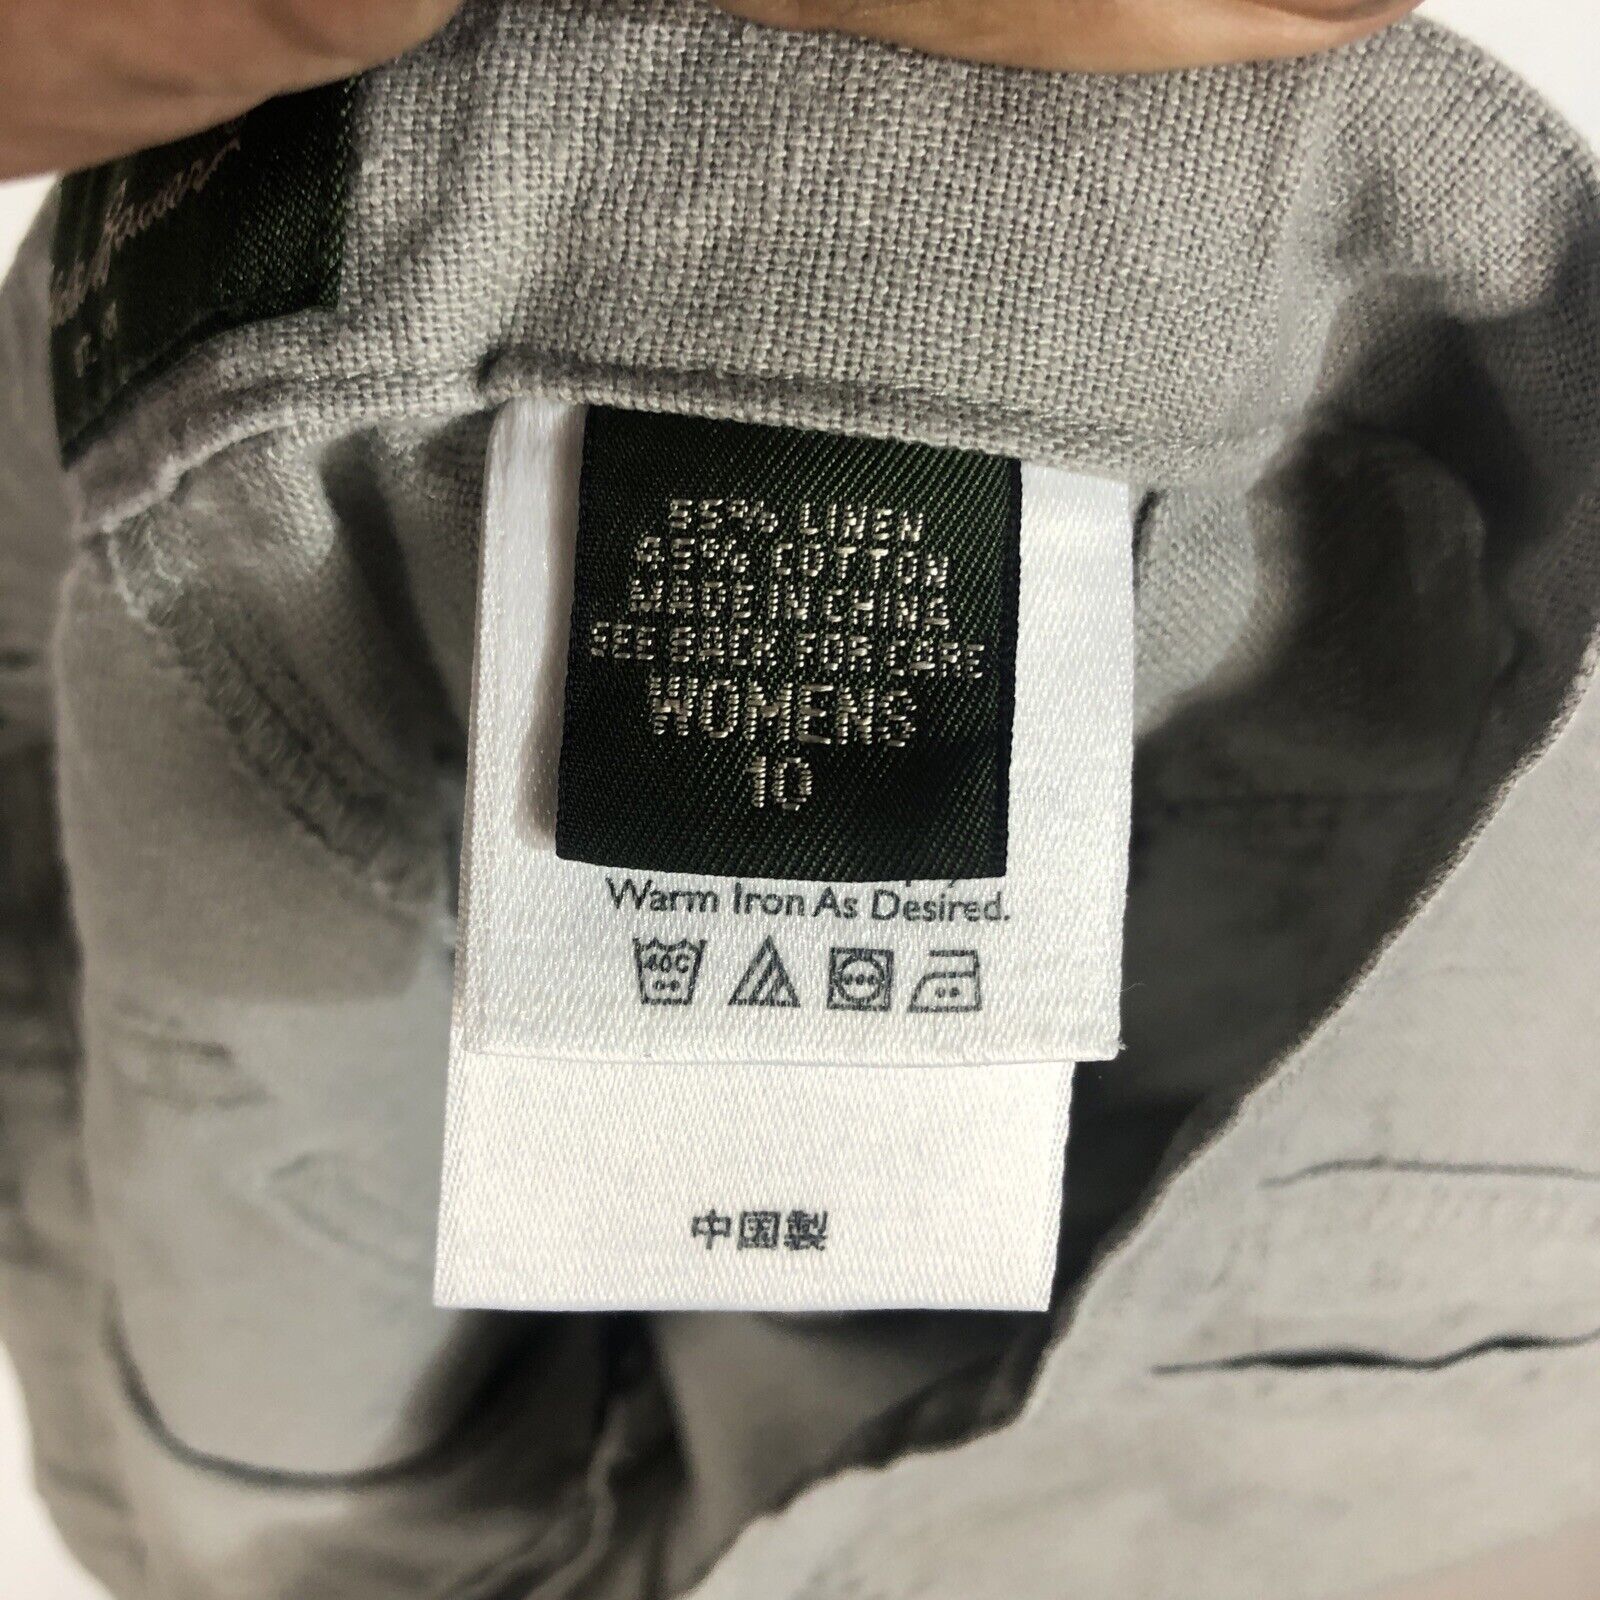 55% LINEN
45% COTTON
MADE IN CHINA
SEE BACK FOR CARE
WOMENS
10
Warm Iron As Desired.
40C
中国製